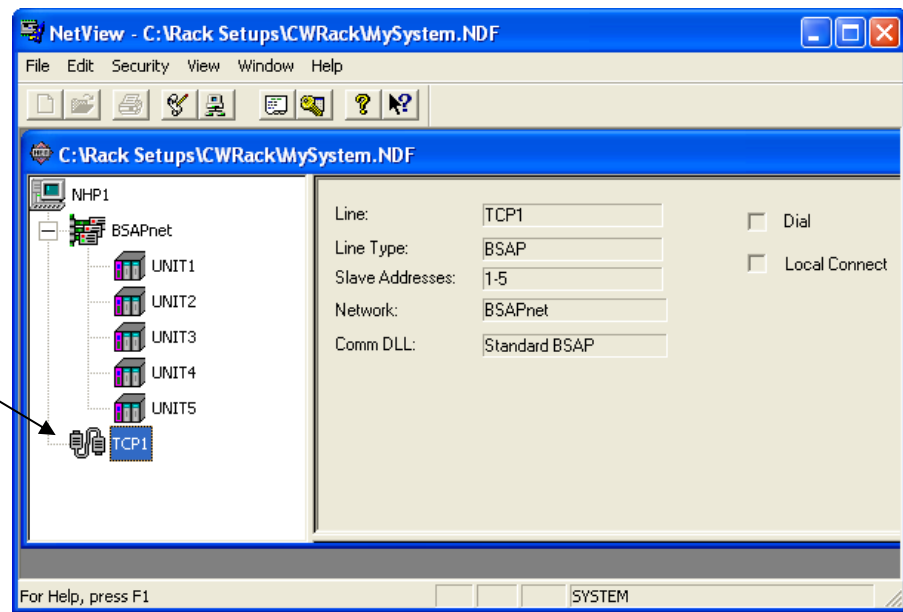 NetView - C:\Rack Setups\CWRack\MySystem.NDF
File Edit Security View Window Help
C:\Rack Setups\CWRack\MySystem.NDF
NHP1
BSAPnet
UNIT1
UNIT2
UNIT3
UNIT4
UNIT5
TCP1
Line: TCP1
Line Type: BSAP
Slave Addresses: 1-5
Network: BSAPnet
Comm DLL: Standard BSAP
Dial
Local Connect
For Help, press F1
SYSTEM